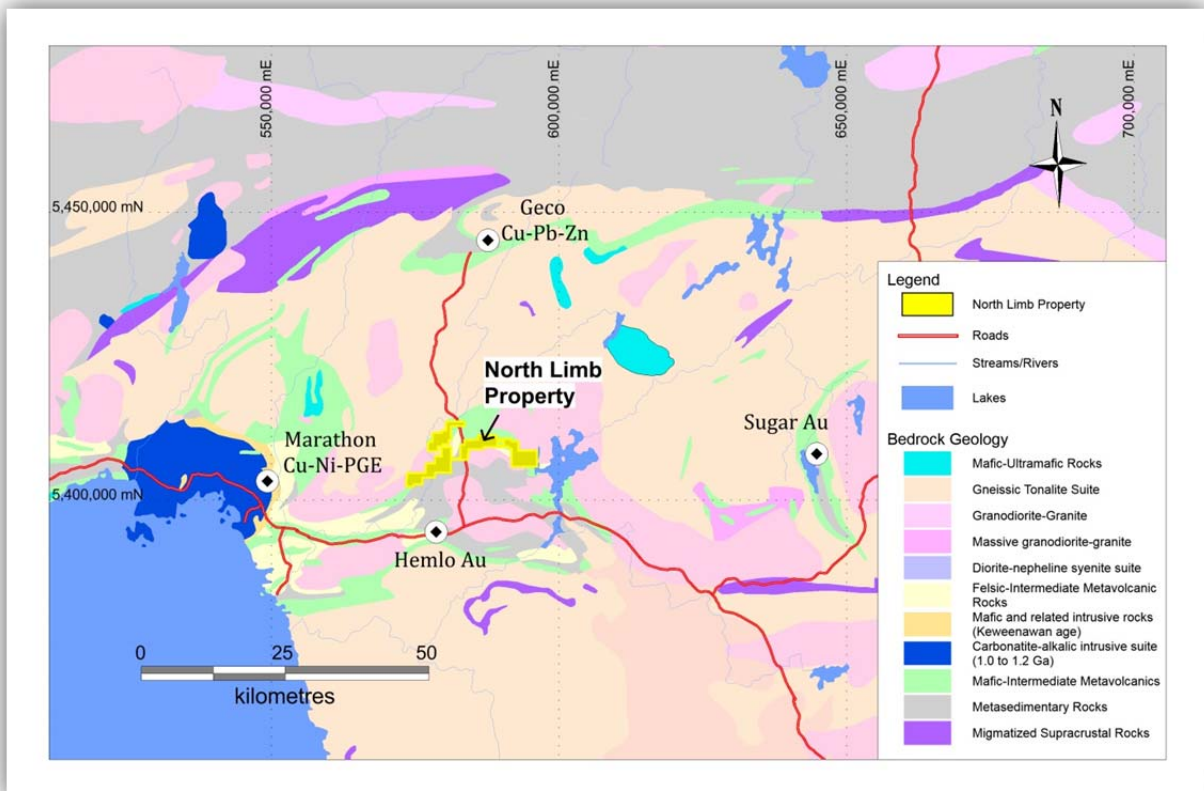 550,000 mE
600,000 mE
650,000 mE
700,000 mE
N
5,450,000 mN
Geco
Cu-Pb-Zn
North Limb
Property
Marathon
Cu-Ni-PGE
Sugar Au
5,400,000 mN
Hemlo Au
0
25
50
kilometres
Legend
North Limb Property
Roads
Streams/Rivers
Lakes
Bedrock Geology
Mafic-Ultramafic Rocks
Gneissic Tonalite Suite
Granodiorite-Granite
Massive granodiorite-granite
Diorite-nepheline syenite suite
Felsic-Intermediate Metavolcanic
Rocks
Mafic and related intrusive rocks
(Keweenawan age)
Carbonatite-alkalic intrusive suite
(1.0 to 1.2 Ga)
Mafic-Intermediate Metavolcanics
Metasedimentary Rocks
Migmatized Supracrustal Rocks